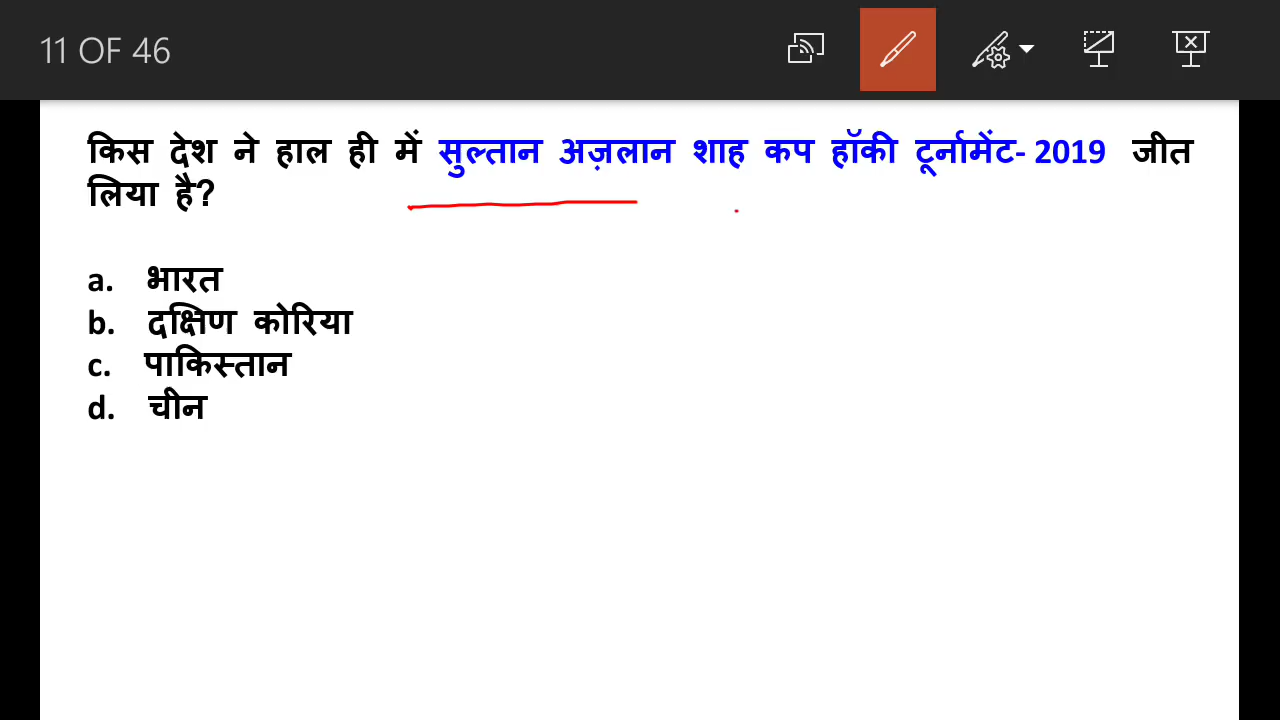 11 OF 46
किस देश ने हाल ही में सुल्तान अज़लान शाह कप हॉकी टूर्नामेंट- 2019 जीत
लिया है?
a. भारत
b. दक्षिण कोरिया
c. पाकिस्तान
d. चीन